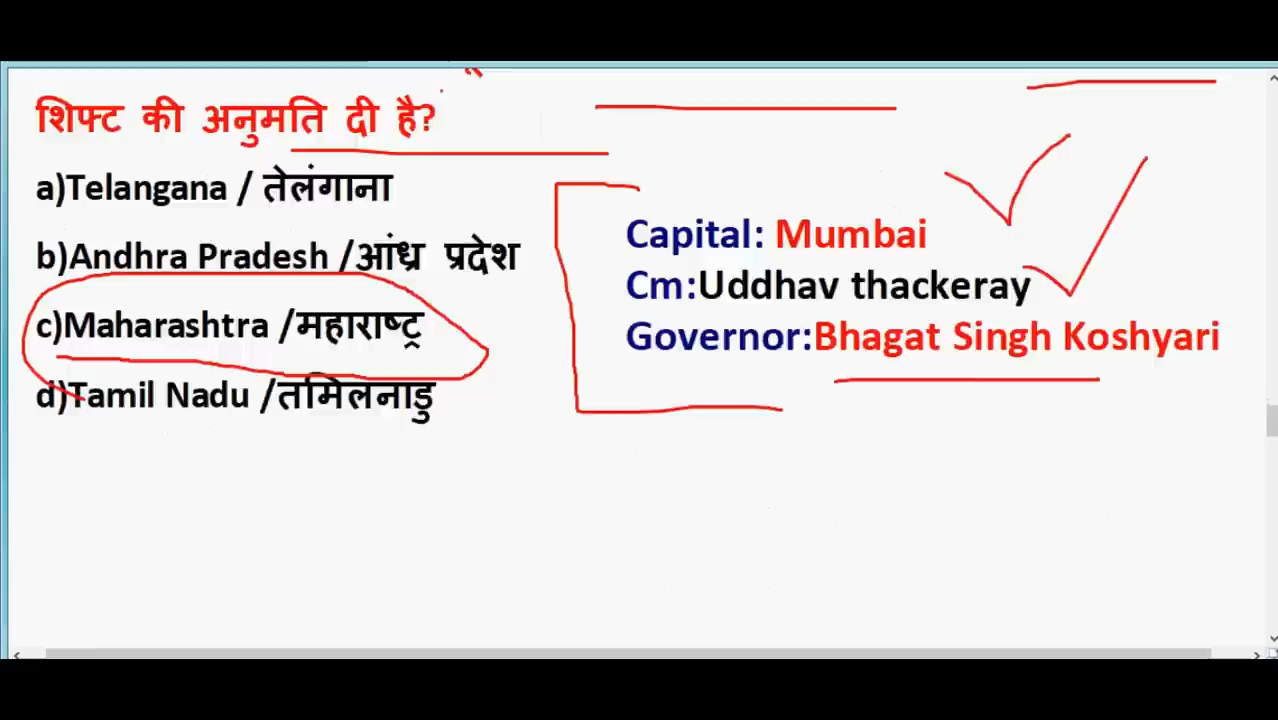 शिफ्ट की अनुमति दी है?
a)Telangana / तेलंगाना
b)Andhra Pradesh /आंध्र प्रदेश
c)Maharashtra /महाराष्ट्र
d)Tamil Nadu /तमिलनाडु
Capital: Mumbai
Cm:Uddhav thackeray
Governor:Bhagat Singh Koshyari